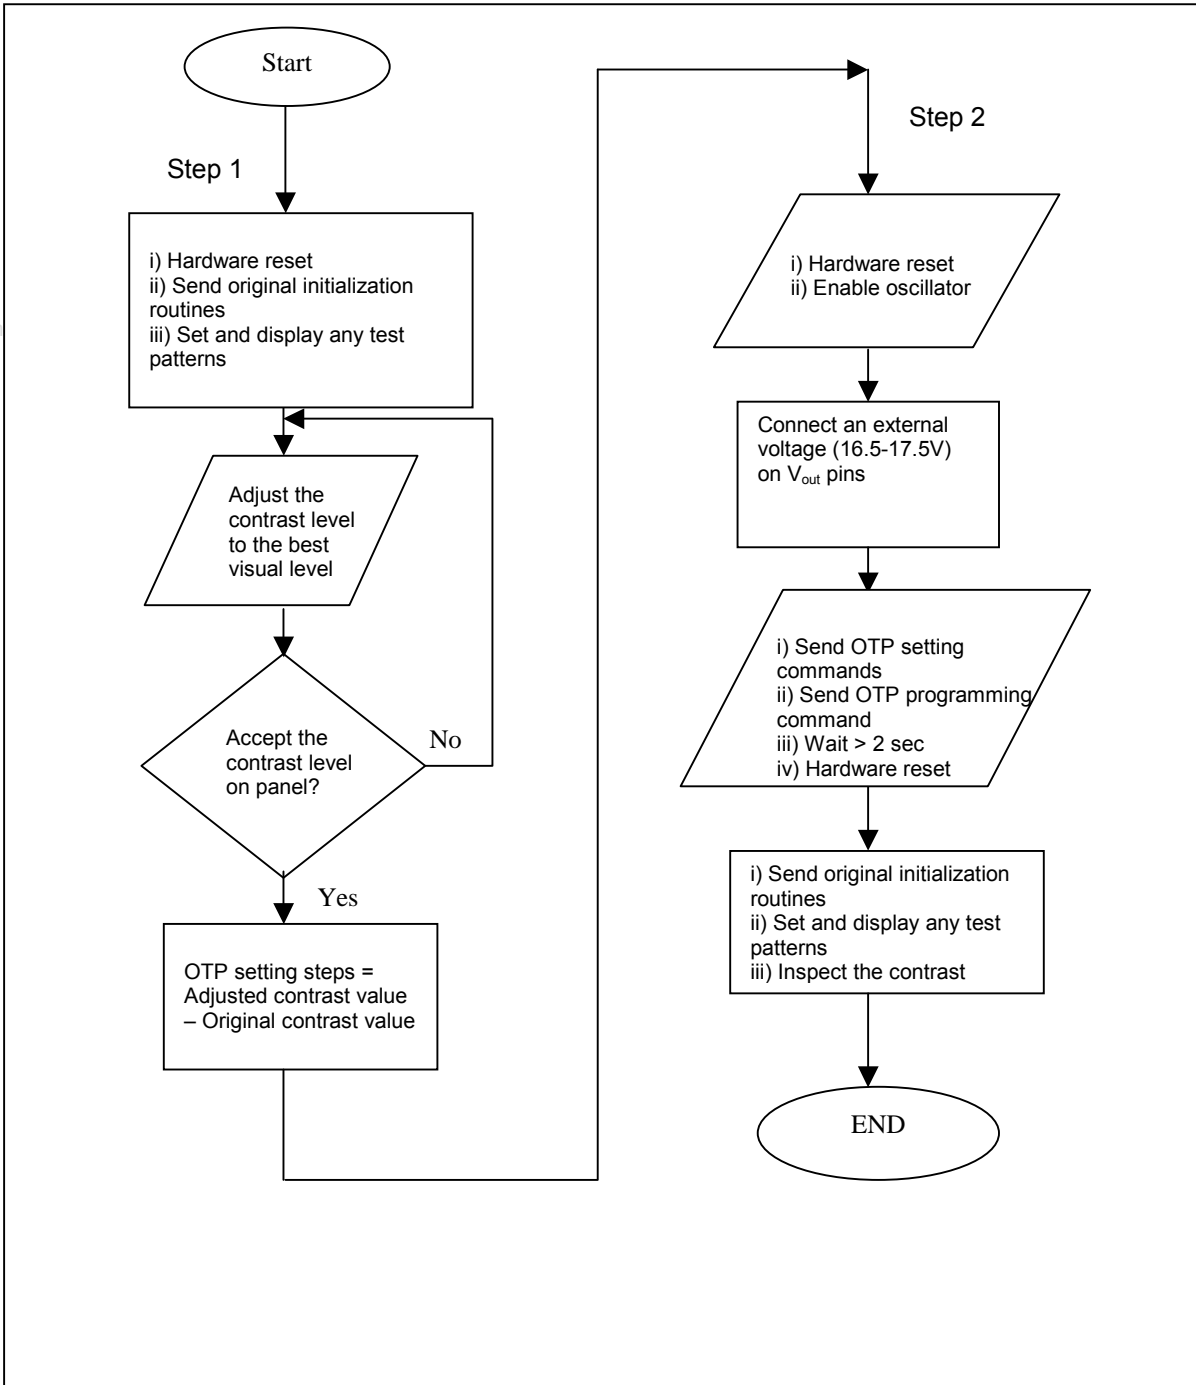 Start
Step 1
i) Hardware reset
ii) Send original initialization
routines
iii) Set and display any test
patterns
Adjust the
contrast level
to the best
visual level
Accept the
contrast level
on panel?
No
Yes
OTP setting steps =
Adjusted contrast value
– Original contrast value
Step 2
i) Hardware reset
ii) Enable oscillator
Connect an external
voltage (16.5-17.5V)
on Vout pins
i) Send OTP setting
commands
ii) Send OTP programming
command
iii) Wait > 2 sec
iv) Hardware reset
i) Send original initialization
routines
ii) Set and display any test
patterns
iii) Inspect the contrast
END